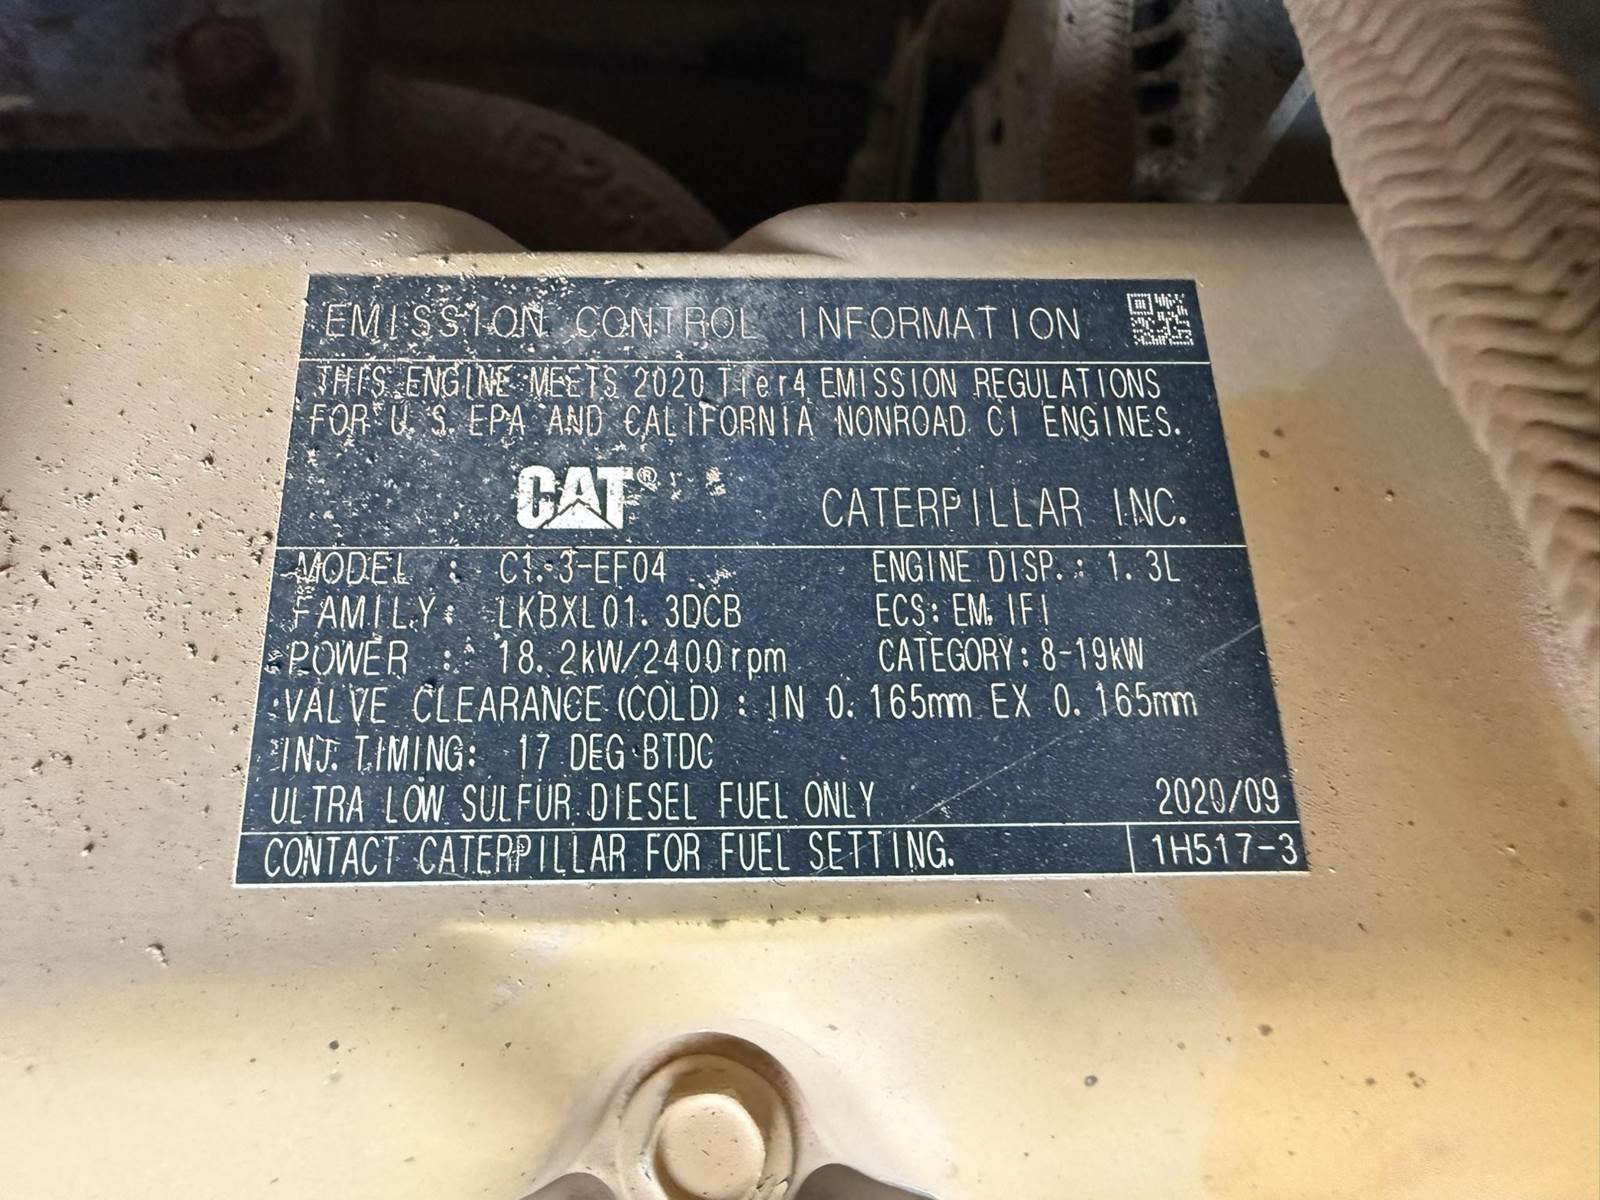 EMISSION CONTROL INFORMATION
THIS ENGINE MEETS 2020 Tier4 EMISSION REGULATIONS
FOR U.S. EPA AND CALIFORNIA NONROAD CI ENGINES.
CAT® CATERPILLAR INC.
MODEL : C1.3-EF04 ENGINE DISP.: 1.3L
FAMILY: LKBXL01.3DCB ECS: EM, IFI
POWER : 18.2kW/2400rpm CATEGORY: 8-19kW
VALVE CLEARANCE (COLD) : IN 0.165mm EX 0.165mm
INJ. TIMING: 17 DEG BTDC
ULTRA LOW SULFUR DIESEL FUEL ONLY 2020/09
CONTACT CATERPILLAR FOR FUEL SETTING. 1H517-3